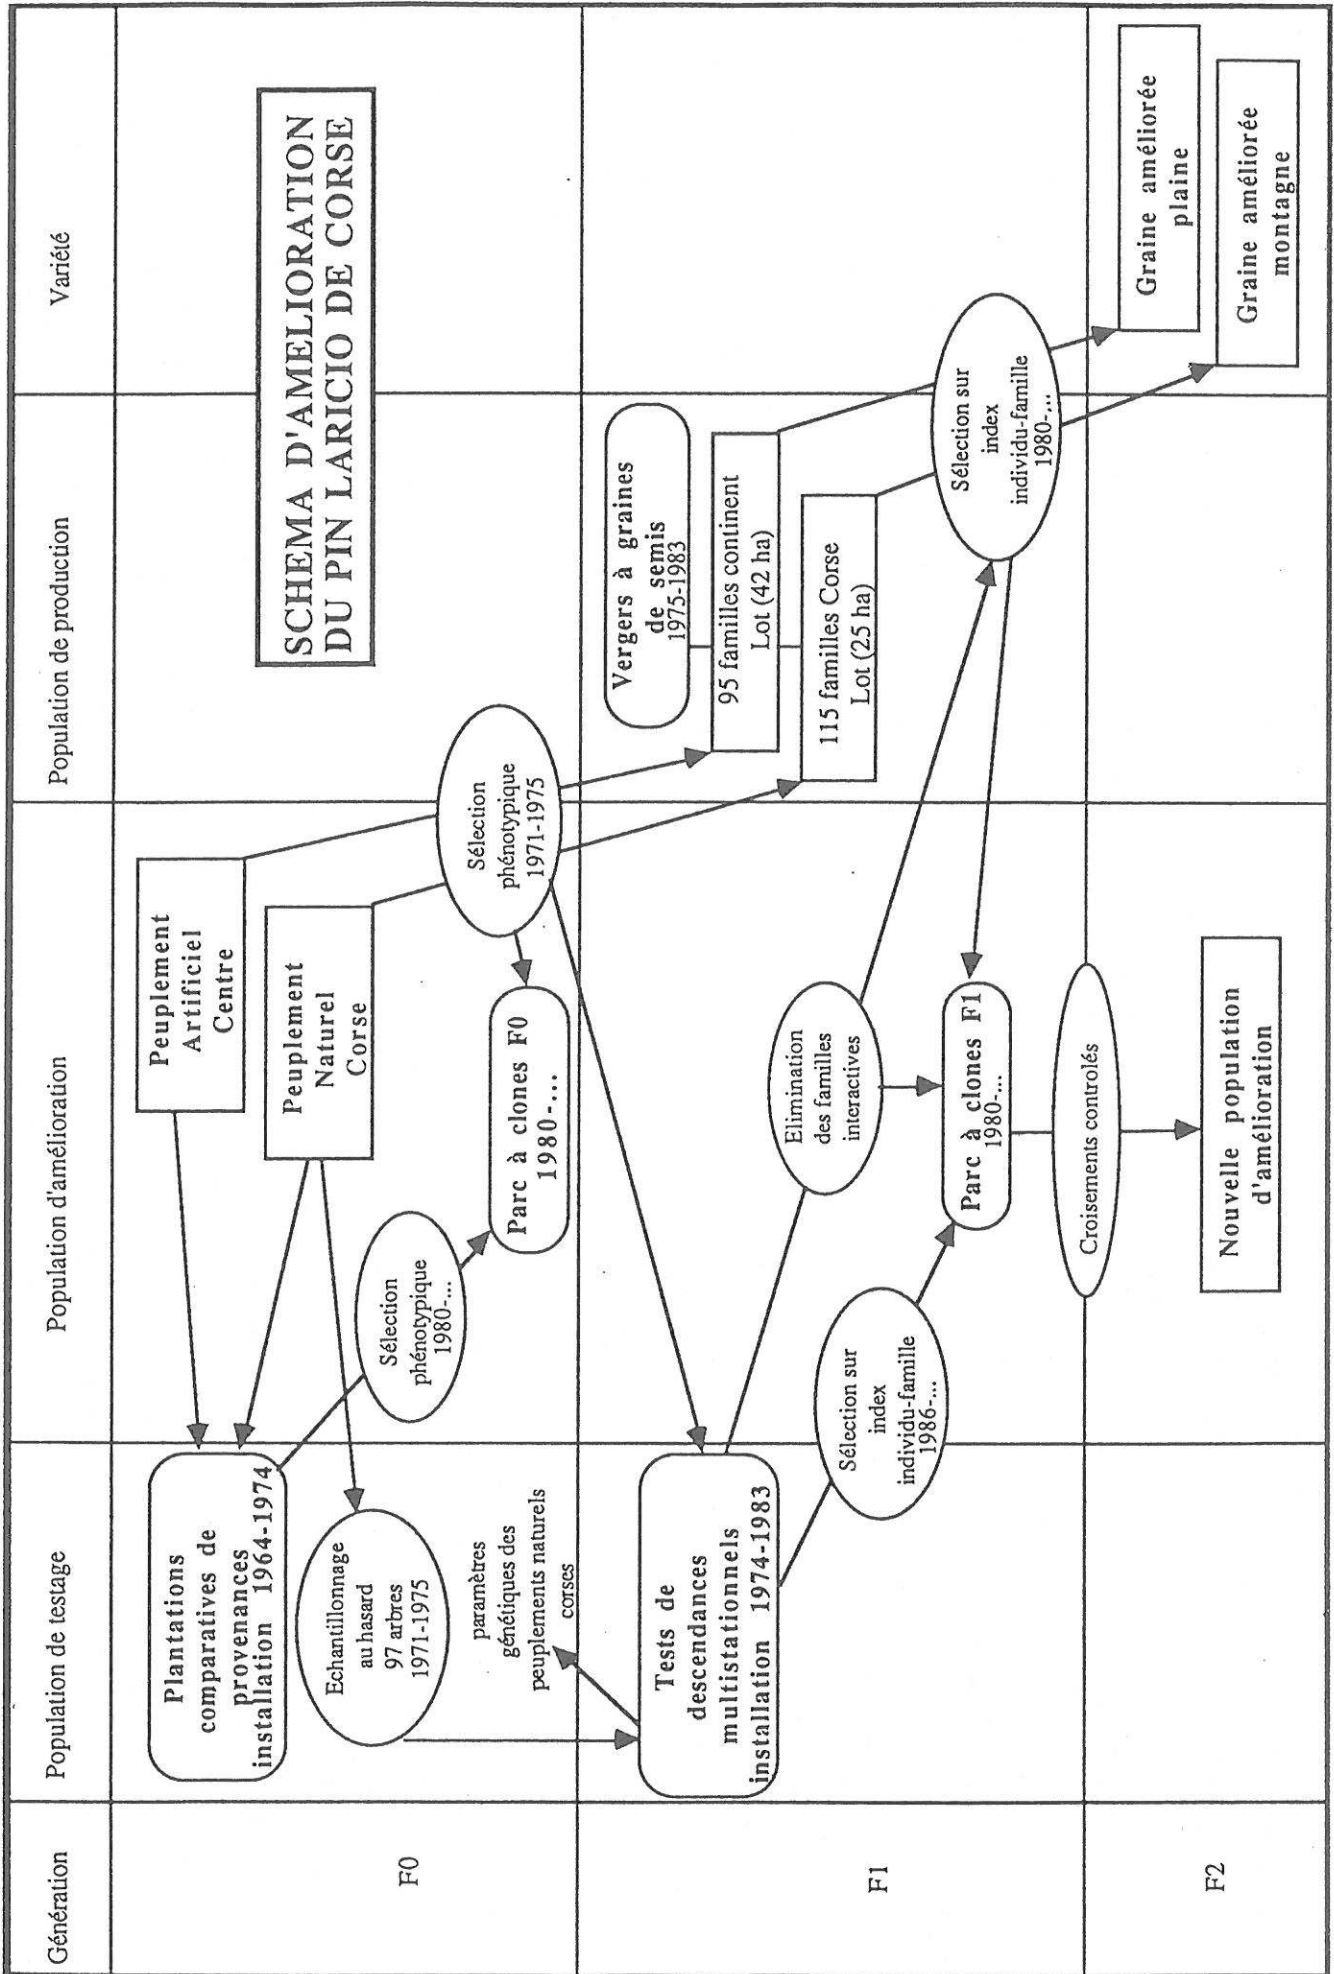 Génération
Population de testage
Population d'amélioration
Population de production
Variété
SCHEMA D'AMELIORATION
DU PIN LARICIO DE CORSE
F0
Plantations
comparatives de
provenances
installation 1964-1974
Peuplement
Artificiel
Centre
Peuplement
Naturel
Corse
Echantillonnage
au hasard
97 arbres
1971-1975
Sélection
phénotypique
1980-...
Sélection
phénotypique
1971-1975
Parc à clones F0
1980-...
paramètres
génétiques des
peuplements naturels
corses
F1
Tests de
descendances
multistationnels
installation 1974-1983
Vergers à graines
de semis
1975-1983
95 familles continent
Lot (42 ha)
115 familles Corse
Lot (25 ha)
Elimination
des familles
interactives
Sélection sur
index
individu-famille
1986-...
Sélection sur
index
individu-famille
1980-...
Parc à clones F1
1980-...
Croisements controlés
F2
Nouvelle population
d'amélioration
Graine améliorée
plaine
Graine améliorée
montagne